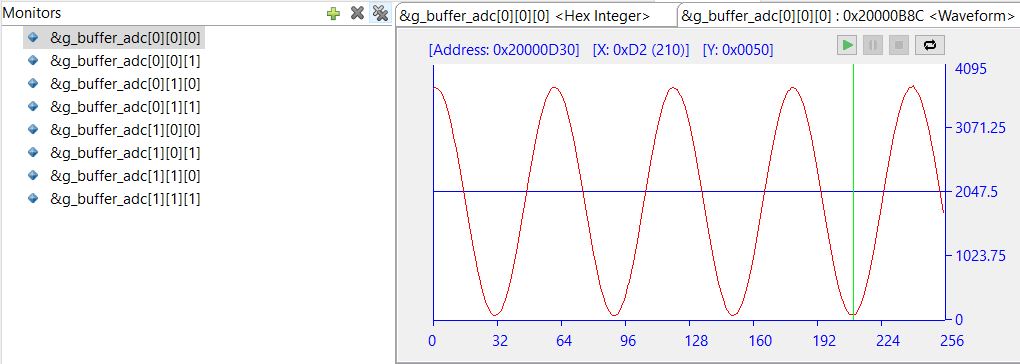 Monitors
&g_buffer_adc[0][0][0]
&g_buffer_adc[0][0][1]
&g_buffer_adc[0][1][0]
&g_buffer_adc[0][1][1]
&g_buffer_adc[1][0][0]
&g_buffer_adc[1][0][1]
&g_buffer_adc[1][1][0]
&g_buffer_adc[1][1][1]
&g_buffer_adc[0][0][0] <Hex Integer>
&g_buffer_adc[0][0][0] : 0x20000B8C <Waveform>
[Address: 0x20000D30] [X: 0xD2 (210)] [Y: 0x0050]
4095
3071.25
2047.5
1023.75
0
0 32 64 96 128 160 192 224 256